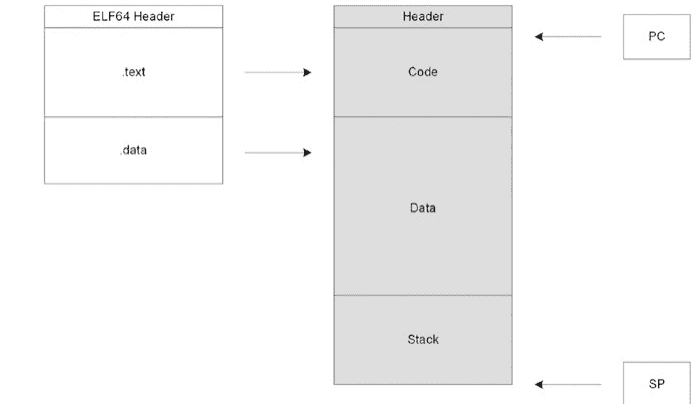 ELF64 Header
.text
.data
Header
Code
Data
Stack
PC
SP